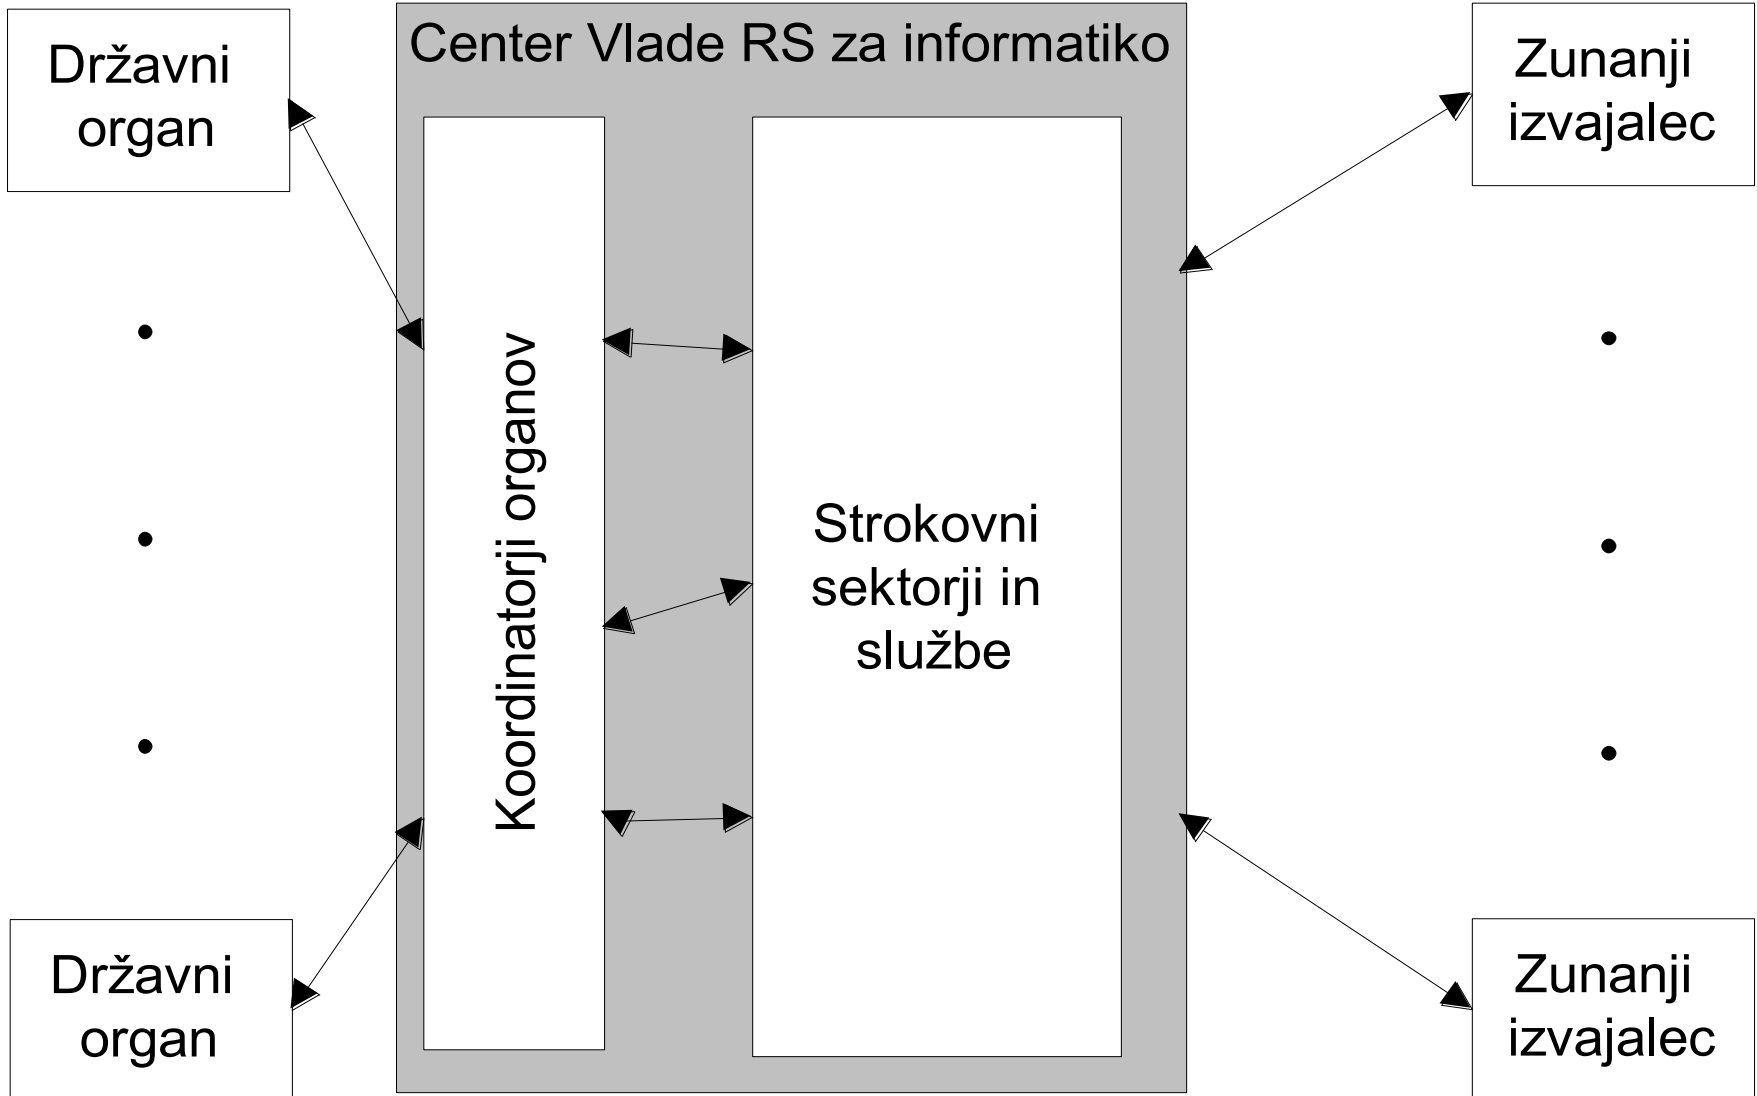 Državni
organ
Center Vlade RS za informatiko
Zunanji
izvajalec
Koordinatorji organov
Strokovni
sektorji in
službe
Državni
organ
Zunanji
izvajalec